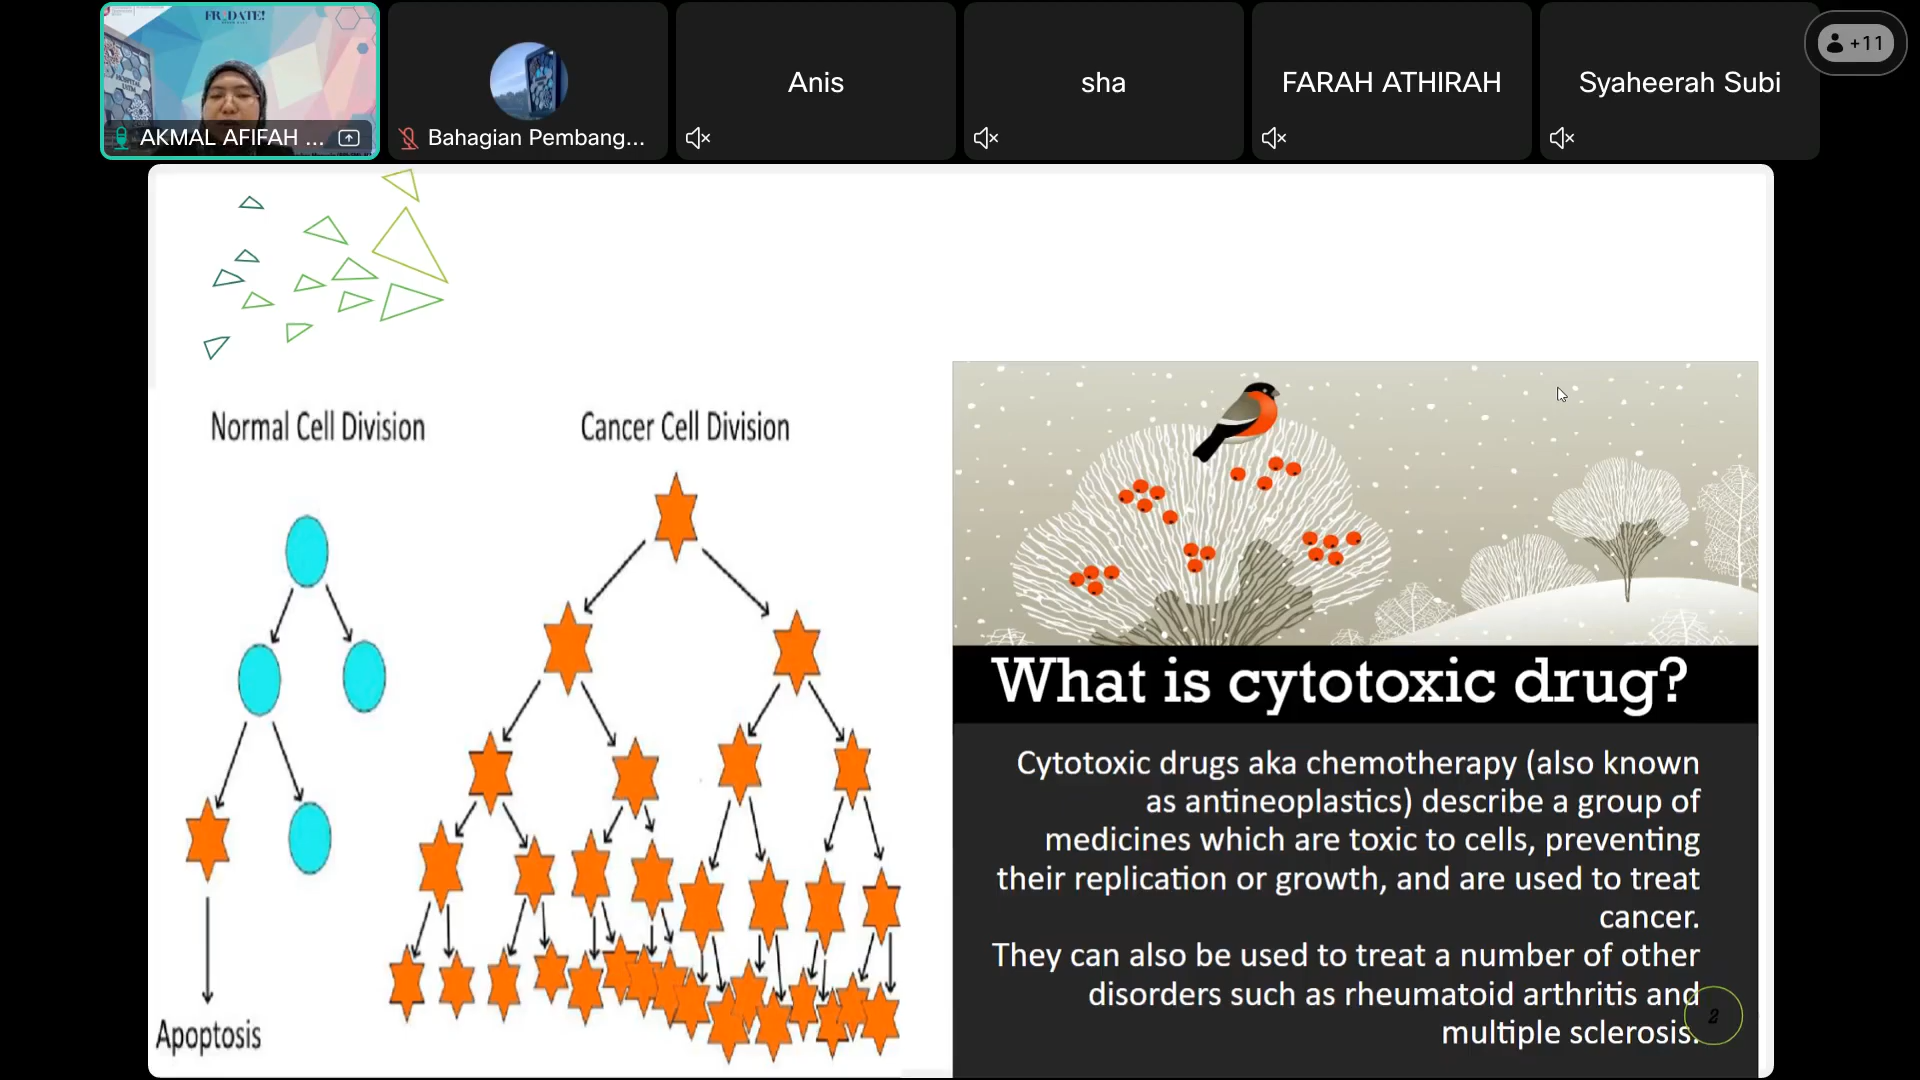 FR DATE!
HOSPITAL
AKMAL AFIFAH ...
Bahagian Pembang...
Anis
sha
FARAH ATHIRAH
Syaheerah Subi
+11
Normal Cell Division
Cancer Cell Division
Apoptosis
What is cytotoxic drug?
Cytotoxic drugs aka chemotherapy (also known
as antineoplastics) describe a group of
medicines which are toxic to cells, preventing
their replication or growth, and are used to treat
cancer.
They can also be used to treat a number of other
disorders such as rheumatoid arthritis and
multiple sclerosis.
2